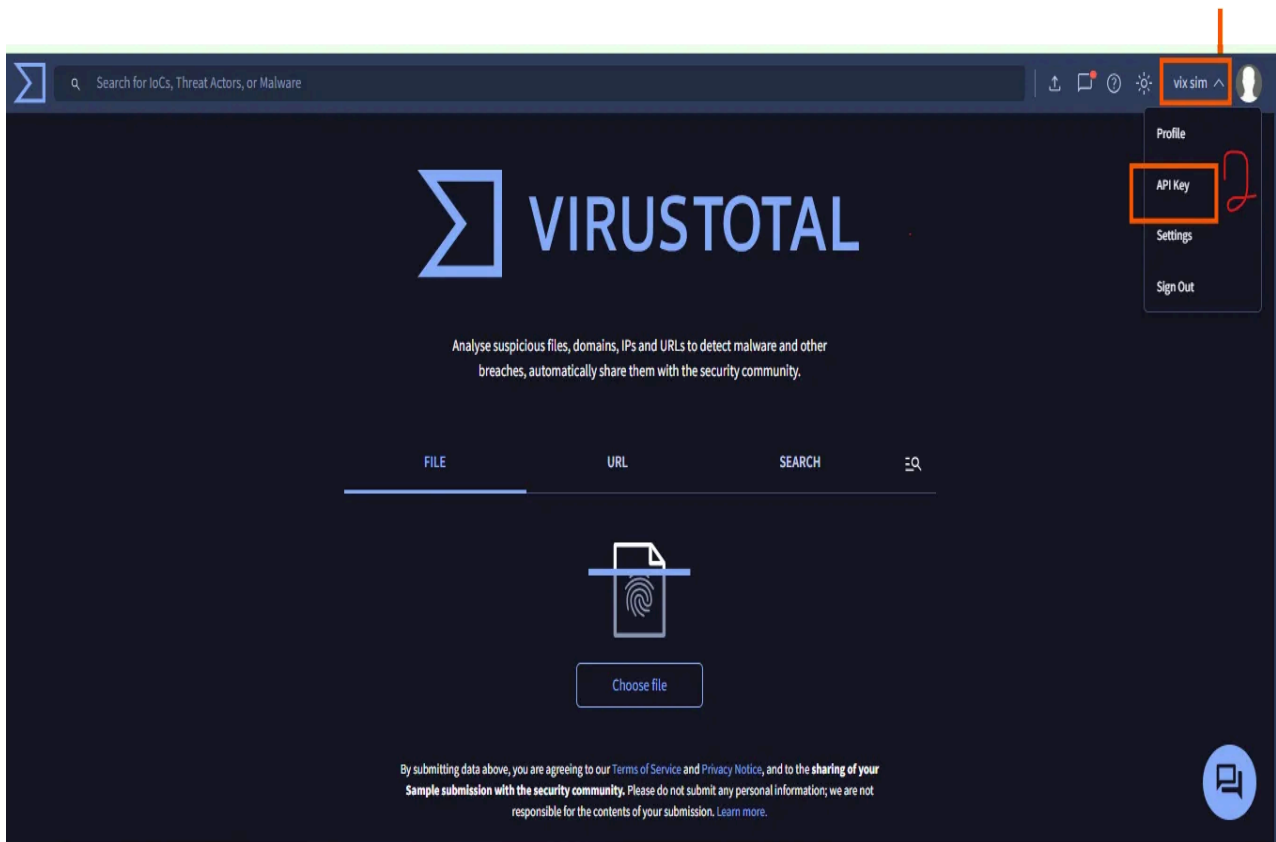 Search for IoCs, Threat Actors, or Malware
vix sim
Profile
API Key
2
Settings
Sign Out
VIRUSTOTAL
Analyse suspicious files, domains, IPs and URLs to detect malware and other
breaches, automatically share them with the security community.
FILE
URL
SEARCH
Choose file
By submitting data above, you are agreeing to our Terms of Service and Privacy Notice, and to the sharing of your
Sample submission with the security community. Please do not submit any personal information; we are not
responsible for the contents of your submission. Learn more.